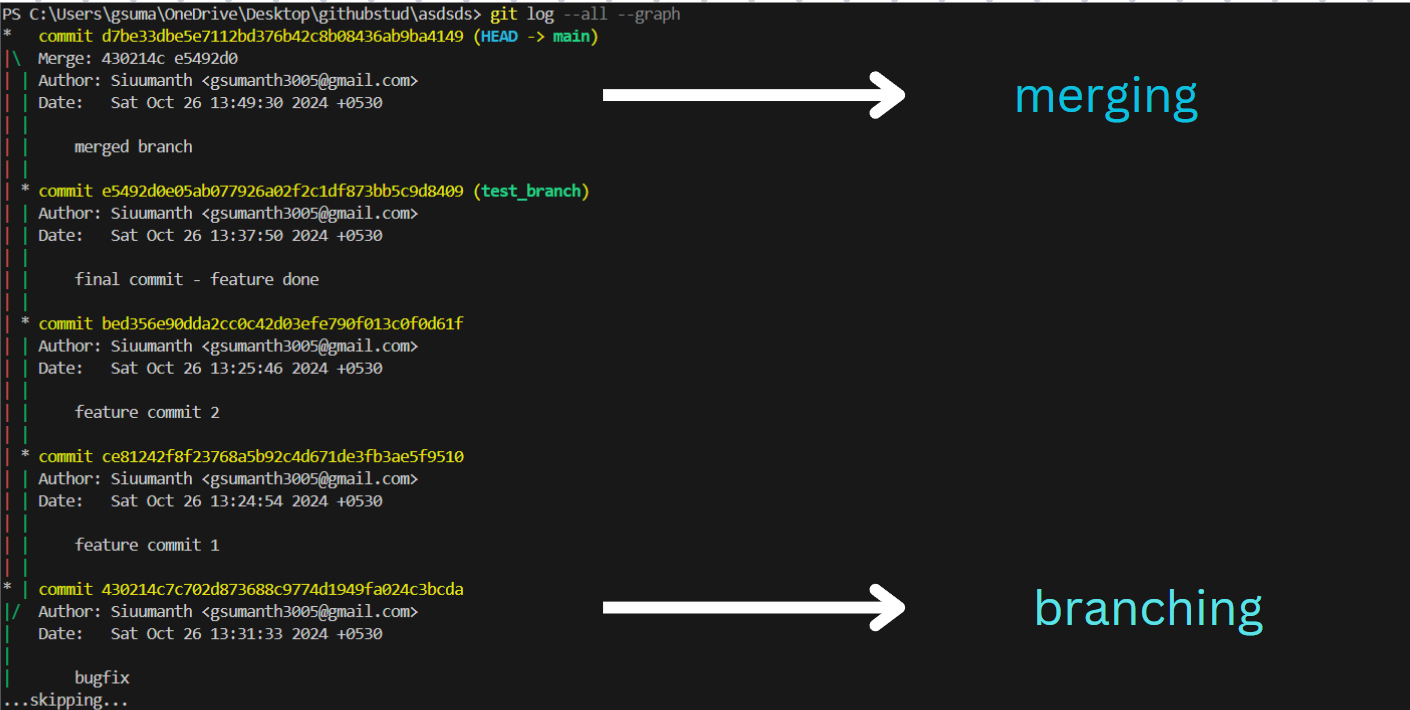 PS C:\Users\gsuma\OneDrive\Desktop\githubstud\asdsds> git log --all --graph
*   commit d7be33dbe5e7112bd376b42c8b08436ab9ba4149 (HEAD -> main)
|\  Merge: 430214c e5492d0
| | Author: Siuumanth <gsumanth3005@gmail.com>
| | Date:   Sat Oct 26 13:49:30 2024 +0530
| |
| |     merged branch
| |
| * commit e5492d0e05ab077926a02f2c1df873bb5c9d8409 (test_branch)
| | Author: Siuumanth <gsumanth3005@gmail.com>
| | Date:   Sat Oct 26 13:37:50 2024 +0530
| |
| |     final commit - feature done
| |
| * commit bed356e90dda2cc0c42d03efe790f013c0f0d61f
| | Author: Siuumanth <gsumanth3005@gmail.com>
| | Date:   Sat Oct 26 13:25:46 2024 +0530
| |
| |     feature commit 2
| |
| * commit ce81242f8f23768a5b92c4d671de3fb3ae5f9510
| | Author: Siuumanth <gsumanth3005@gmail.com>
| | Date:   Sat Oct 26 13:24:54 2024 +0530
| |
| |     feature commit 1
| |
* | commit 430214c7c702d873688c9774d1949fa024c3bcda
|/  Author: Siuumanth <gsumanth3005@gmail.com>
|   Date:   Sat Oct 26 13:31:33 2024 +0530
|
|       bugfix
...skipping...
merging
branching